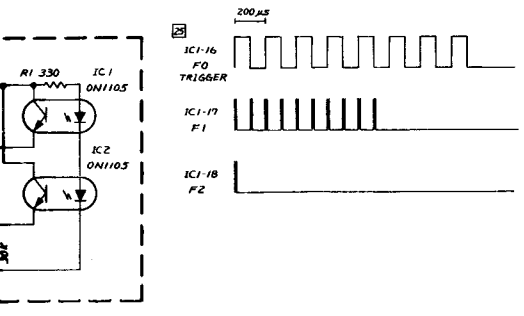 200 μs
25
IC1-16
F0
TRIGGER
IC1-17
F1
IC1-18
F2
R1 330
IC1
ON1105
IC2
ON1105